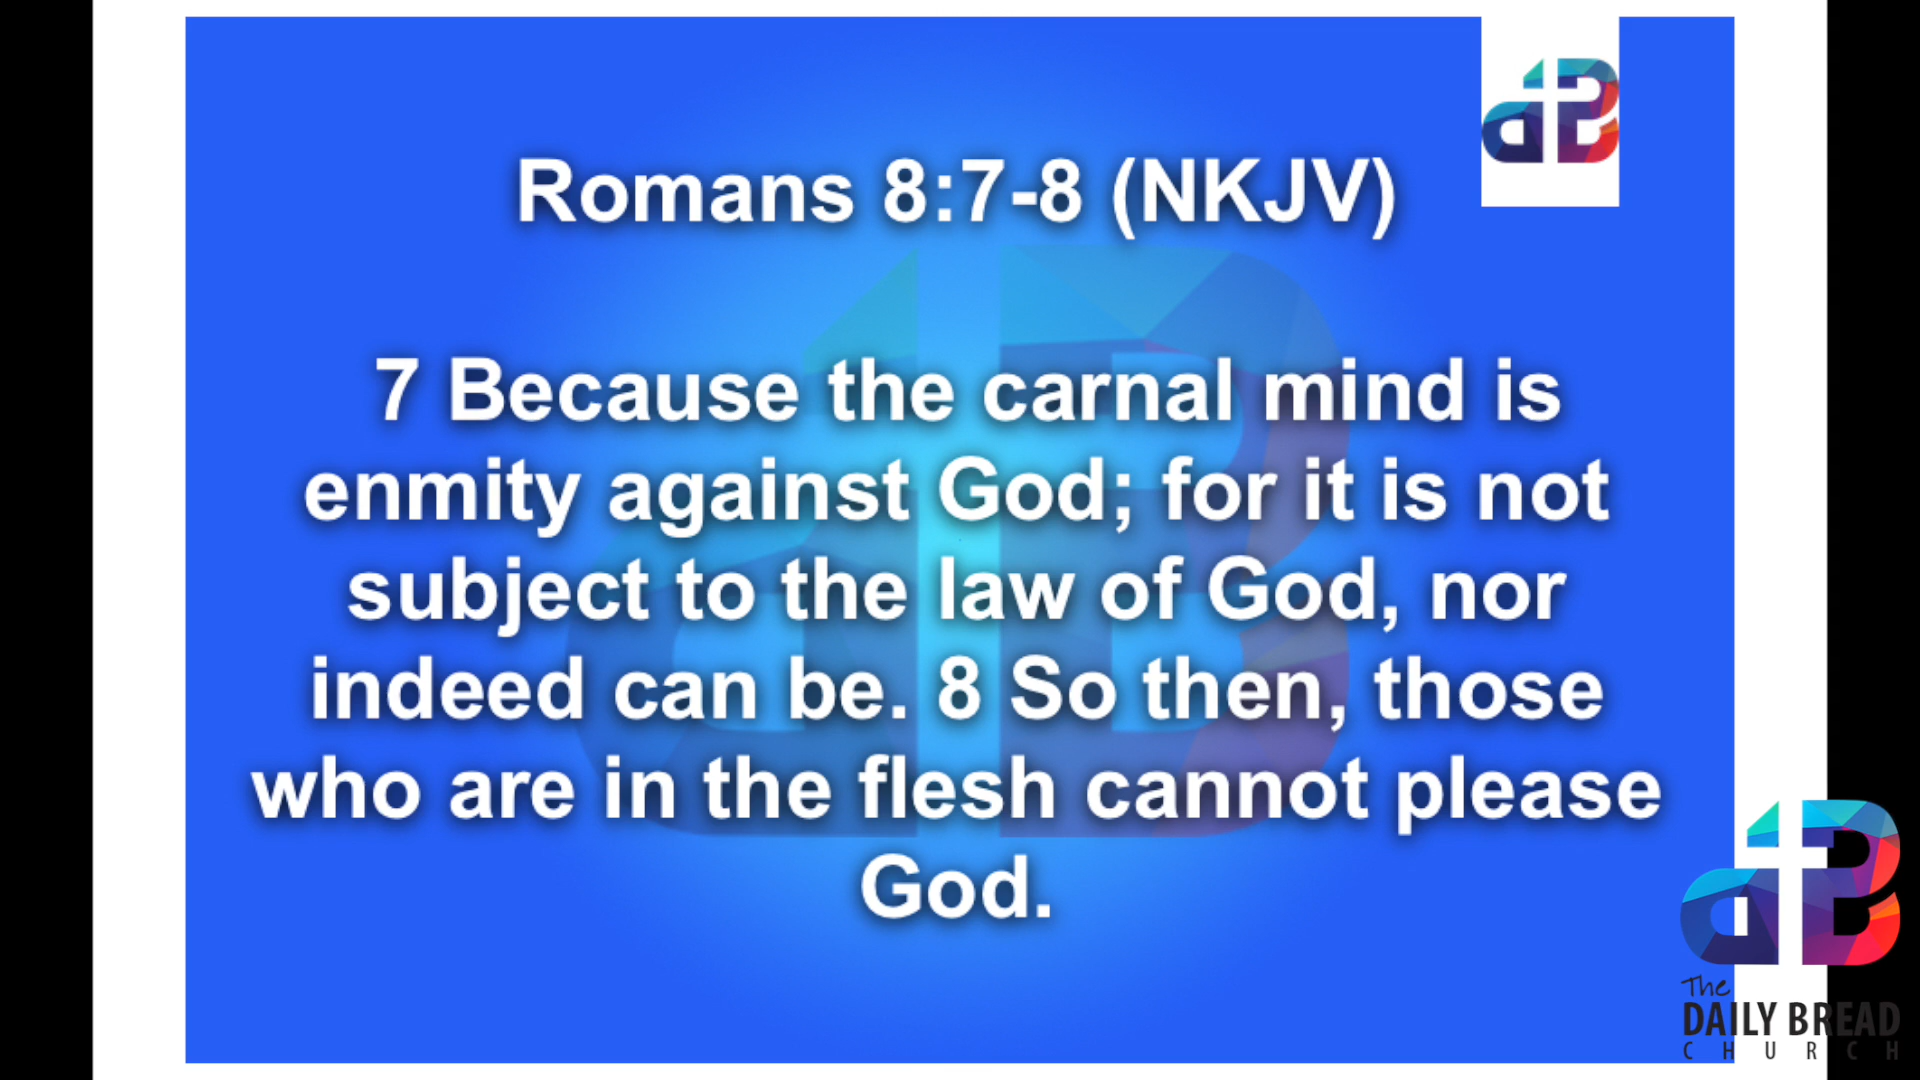 Romans 8:7-8 (NKJV)
7 Because the carnal mind is
enmity against God; for it is not
subject to the law of God, nor
indeed can be. 8 So then, those
who are in the flesh cannot please
God.
dB
dB
The
DAILY BREAD
CHURCH